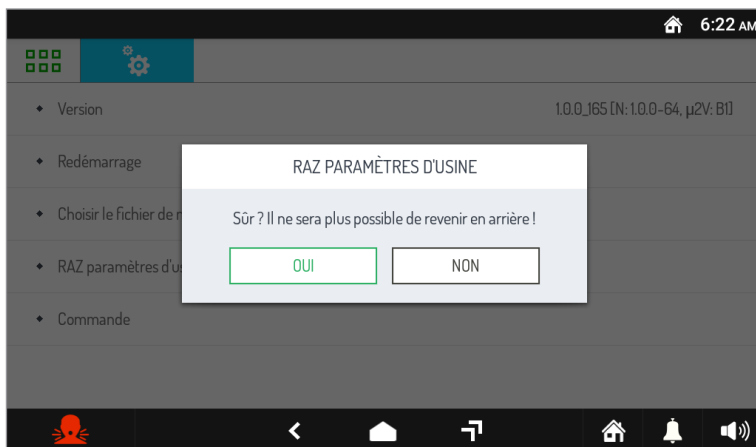 6:22 AM
Version
1.0.0_165 [N: 1.0.0-64, µ2V: B1]
Redémarrage
RAZ PARAMÈTRES D'USINE
Choisir le fichier de
Sûr ? Il ne sera plus possible de revenir en arrière !
RAZ paramètres d'us
OUI
NON
Commande